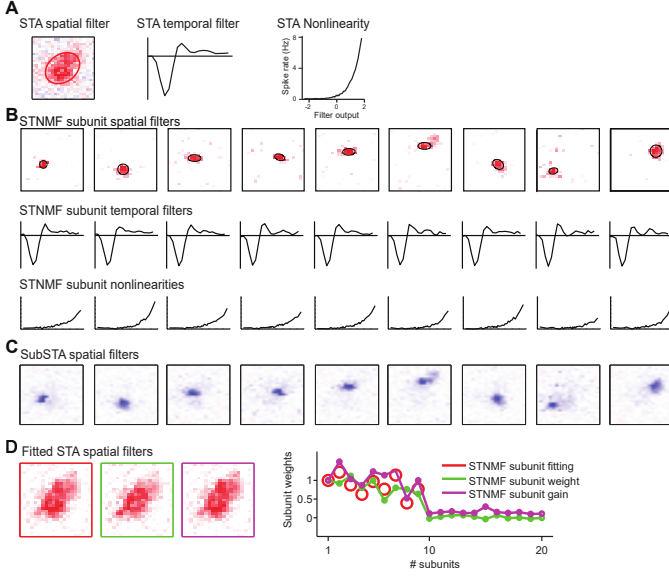 A
STA spatial filter
STA temporal filter
STA Nonlinearity
Spike rate (Hz)
8
4
0
-2 0 2
Filter output
B
STNMF subunit spatial filters
STNMF subunit temporal filters
STNMF subunit nonlinearities
C
SubSTA spatial filters
D
Fitted STA spatial filters
Subunit weights
1
0.5
0
1 10 20
# subunits
STNMF subunit fitting
STNMF subunit weight
STNMF subunit gain